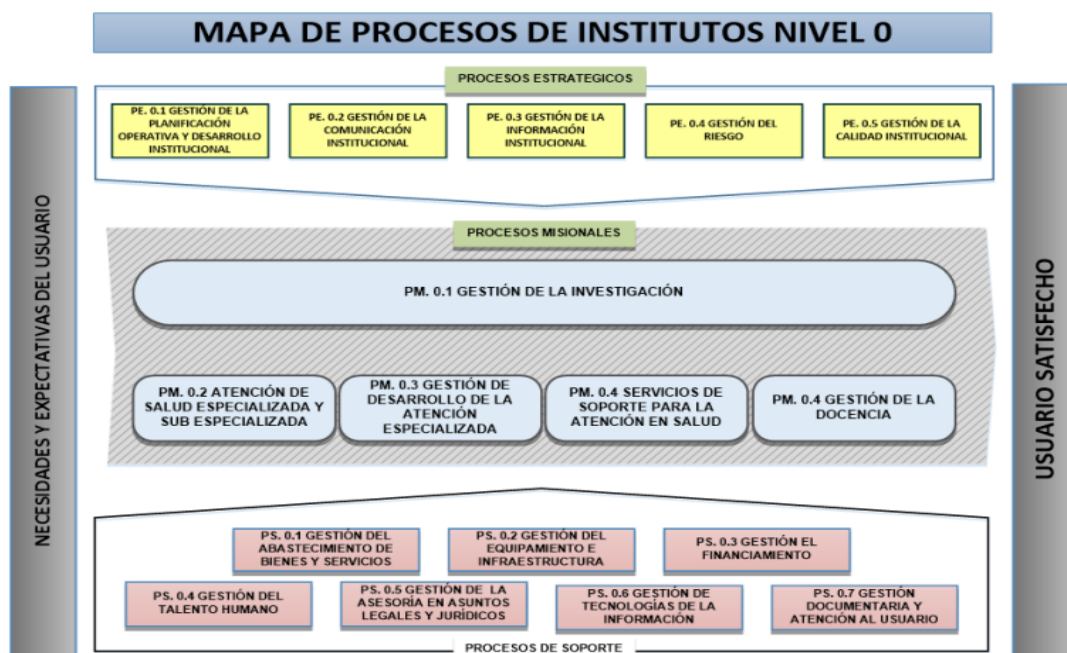 MAPA DE PROCESOS DE INSTITUTOS NIVEL 0
NECESIDADES Y EXPECTATIVAS DEL USUARIO
PROCESOS ESTRATEGICOS
PE. 0.1 GESTIÓN DE LA
PLANIFICACIÓN
OPERATIVA Y DESARROLLO
INSTITUCIONAL
PE. 0.2 GESTIÓN DE LA
COMUNICACIÓN
INSTITUCIONAL
PE. 0.3 GESTIÓN DE LA
INFORMACIÓN
INSTITUCIONAL
PE. 0.4 GESTIÓN DEL
RIESGO
PE. 0.5 GESTIÓN DE LA
CALIDAD INSTITUCIONAL
PROCESOS MISIONALES
PM. 0.1 GESTIÓN DE LA INVESTIGACIÓN
PM. 0.2 ATENCIÓN DE
SALUD ESPECIALIZADA Y
SUB ESPECIALIZADA
PM. 0.3 GESTIÓN DE
DESARROLLO DE LA
ATENCIÓN
ESPECIALIZADA
PM. 0.4 SERVICIOS DE
SOPORTE PARA LA
ATENCIÓN EN SALUD
PM. 0.4 GESTIÓN DE LA
DOCENCIA
PS. 0.1 GESTIÓN DEL
ABASTECIMIENTO DE
BIENES Y SERVICIOS
PS. 0.2 GESTIÓN DEL
EQUIPAMIENTO E
INFRAESTRUCTURA
PS. 0.3 GESTIÓN EL
FINANCIAMIENTO
PS. 0.4 GESTIÓN DEL
TALENTO HUMANO
PS. 0.5 GESTIÓN DE LA
ASESORÍA EN ASUNTOS
LEGALES Y JURÍDICOS
PS. 0.6 GESTIÓN DE
TECNOLOGÍAS DE LA
INFORMACIÓN
PS. 0.7 GESTIÓN
DOCUMENTARIA Y
ATENCIÓN AL USUARIO
PROCESOS DE SOPORTE
USUARIO SATISFECHO